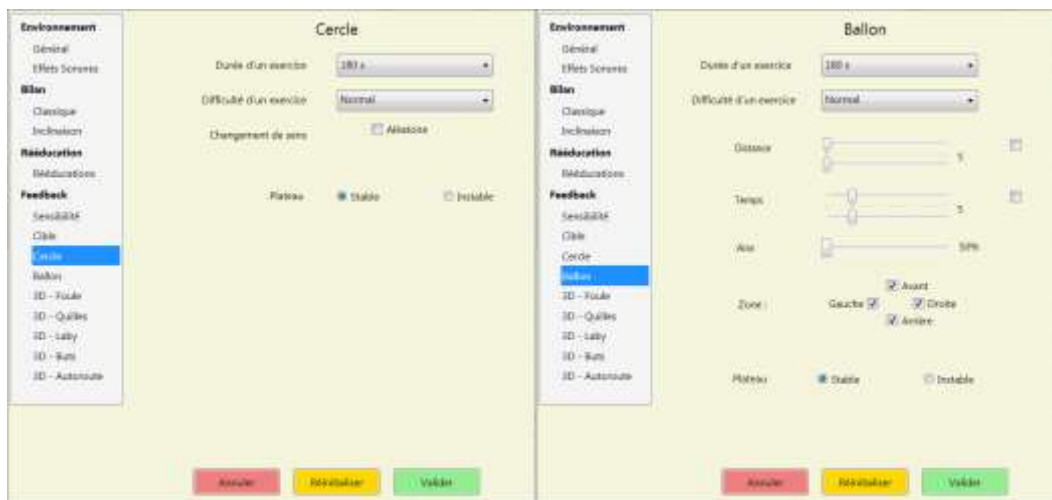 Environnement
Général
Effets Sonores
Bilan
Classique
Inclinaison
Rééducation
Rééducations
Feedback
Sensibilité
Cible
Cercle
Ballon
3D - Foule
3D - Quilles
3D - Laby
3D - Buts
3D - Autoroute
Cercle
Durée d'un exercice 180 s
Difficulté d'un exercice Normal
Changement de sens Aléatoire
Plateau Stable Instable
Annuler Réinitialiser Valider
Environnement
Général
Effets Sonores
Bilan
Classique
Inclinaison
Rééducation
Rééducations
Feedback
Sensibilité
Cible
Cercle
Ballon
3D - Foule
3D - Quilles
3D - Laby
3D - Buts
3D - Autoroute
Ballon
Durée d'un exercice 180 s
Difficulté d'un exercice Normal
Distance 5
Temps 5
Aire 50%
Avant
Zone : Gauche Droite
Arrière
Plateau Stable Instable
Annuler Réinitialiser Valider